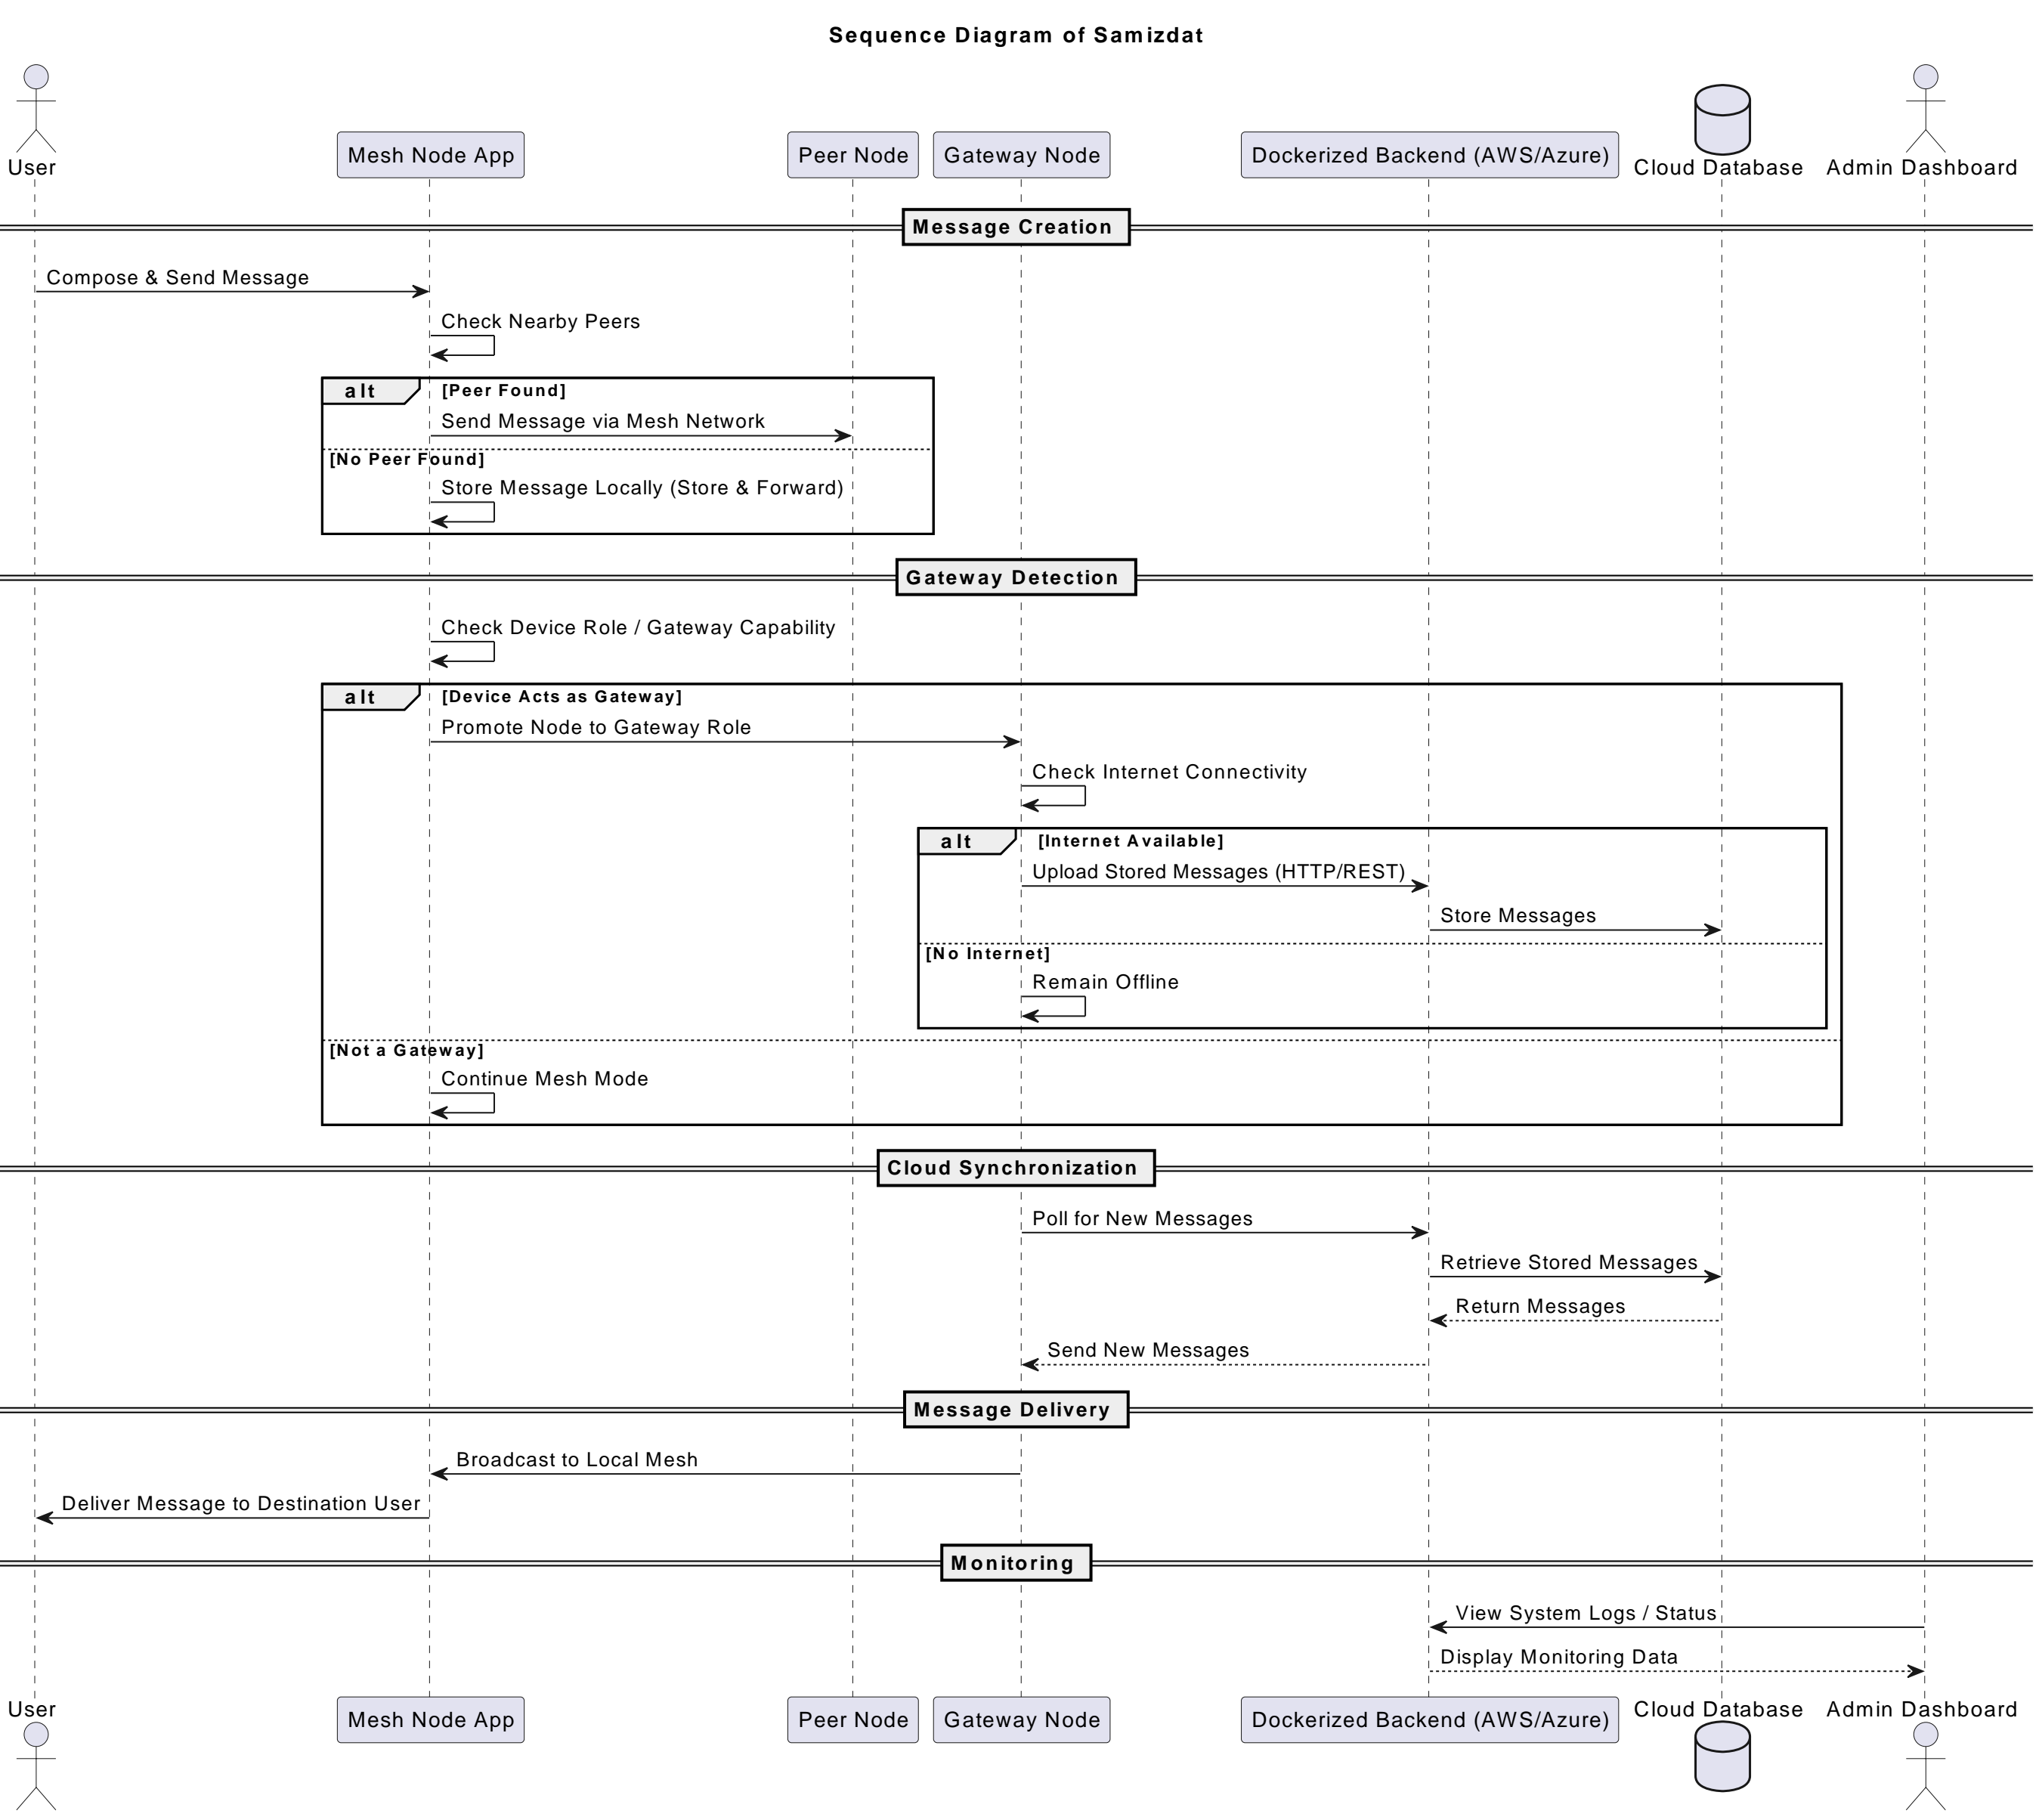 Sequence Diagram of Samizdat
User
Mesh Node App
Peer Node
Gateway Node
Dockerized Backend (AWS/Azure)
Cloud Database
Admin Dashboard
Message Creation
Compose & Send Message
Check Nearby Peers
alt
[Peer Found]
Send Message via Mesh Network
[No Peer Found]
Store Message Locally (Store & Forward)
Gateway Detection
Check Device Role / Gateway Capability
alt
[Device Acts as Gateway]
Promote Node to Gateway Role
Check Internet Connectivity
alt
[Internet Available]
Upload Stored Messages (HTTP/REST)
Store Messages
[No Internet]
Remain Offline
[Not a Gateway]
Continue Mesh Mode
Cloud Synchronization
Poll for New Messages
Retrieve Stored Messages
Return Messages
Send New Messages
Message Delivery
Broadcast to Local Mesh
Deliver Message to Destination User
Monitoring
View System Logs / Status
Display Monitoring Data
User
Mesh Node App
Peer Node
Gateway Node
Dockerized Backend (AWS/Azure)
Cloud Database
Admin Dashboard